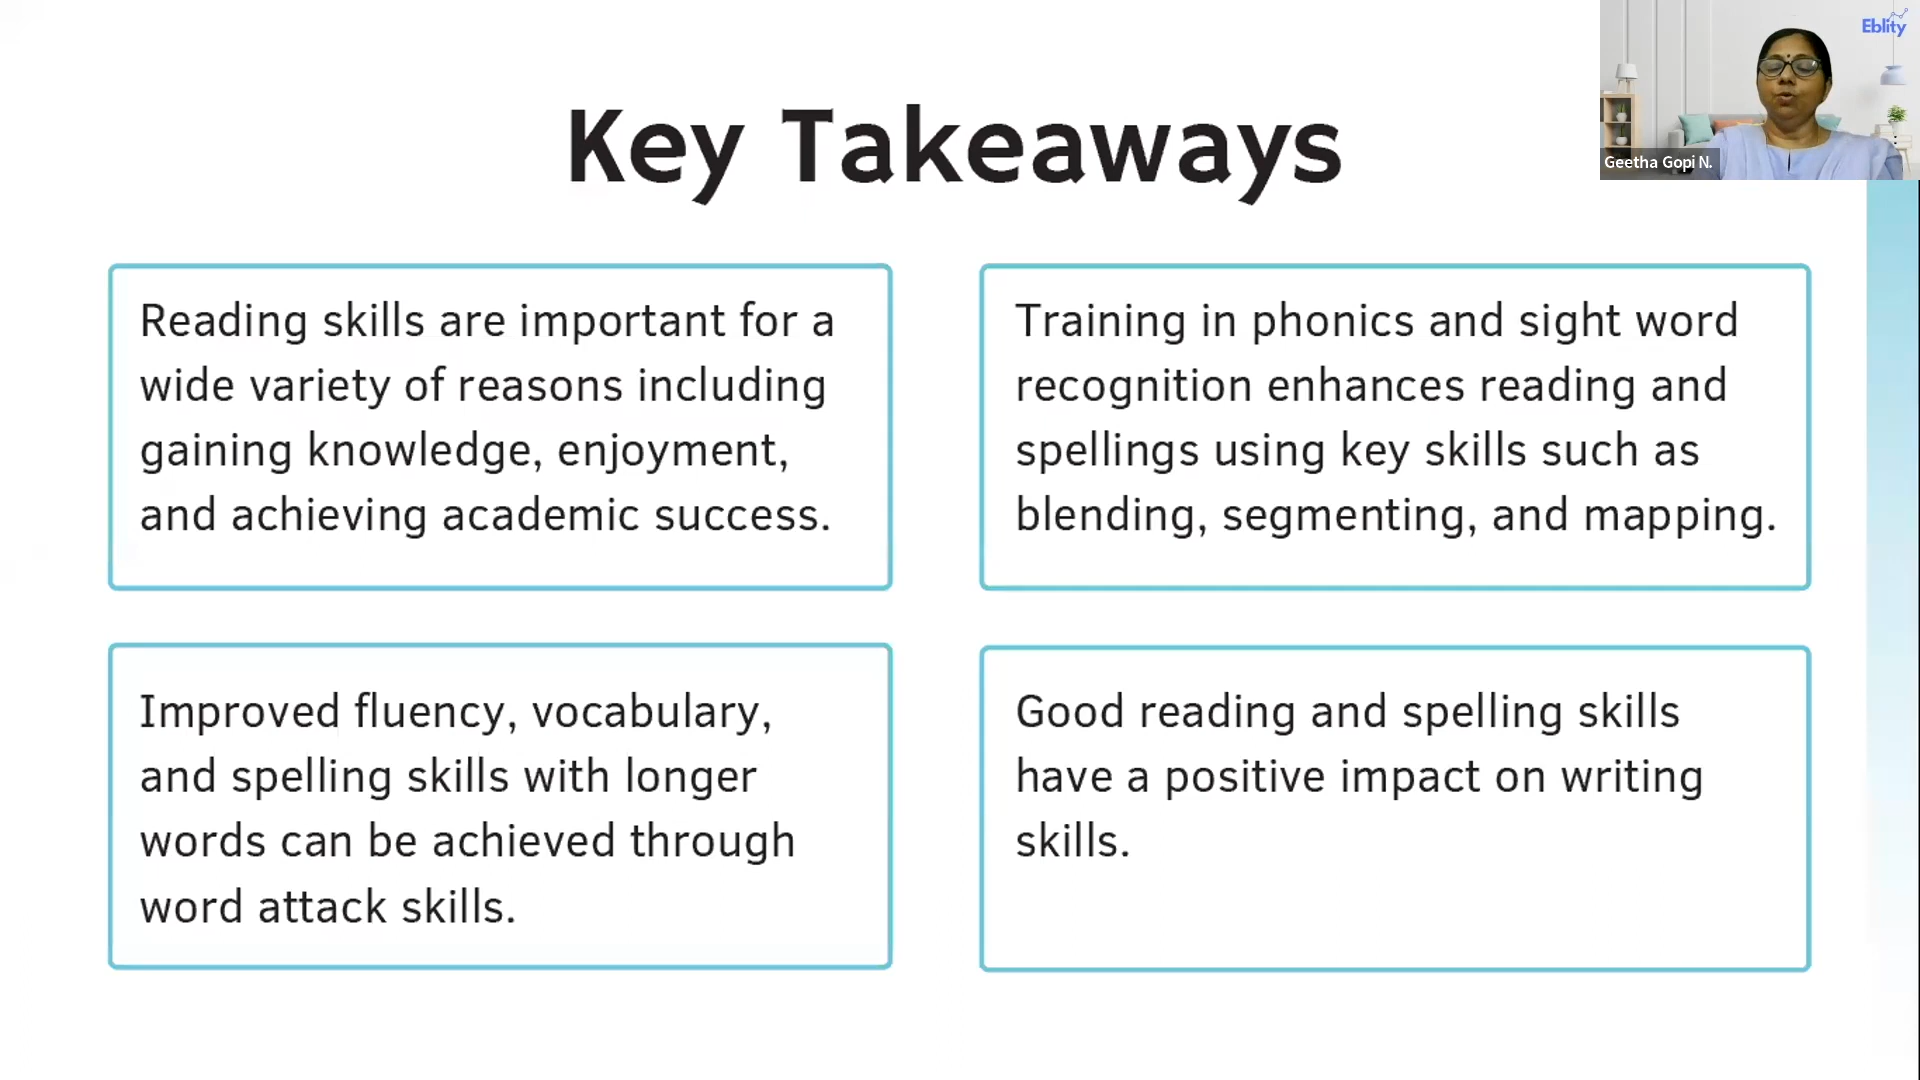 Key Takeaways
Eblity
Geetha Gopi N.
Reading skills are important for a
wide variety of reasons including
gaining knowledge, enjoyment,
and achieving academic success.
Training in phonics and sight word
recognition enhances reading and
spellings using key skills such as
blending, segmenting, and mapping.
Improved fluency, vocabulary,
and spelling skills with longer
words can be achieved through
word attack skills.
Good reading and spelling skills
have a positive impact on writing
skills.